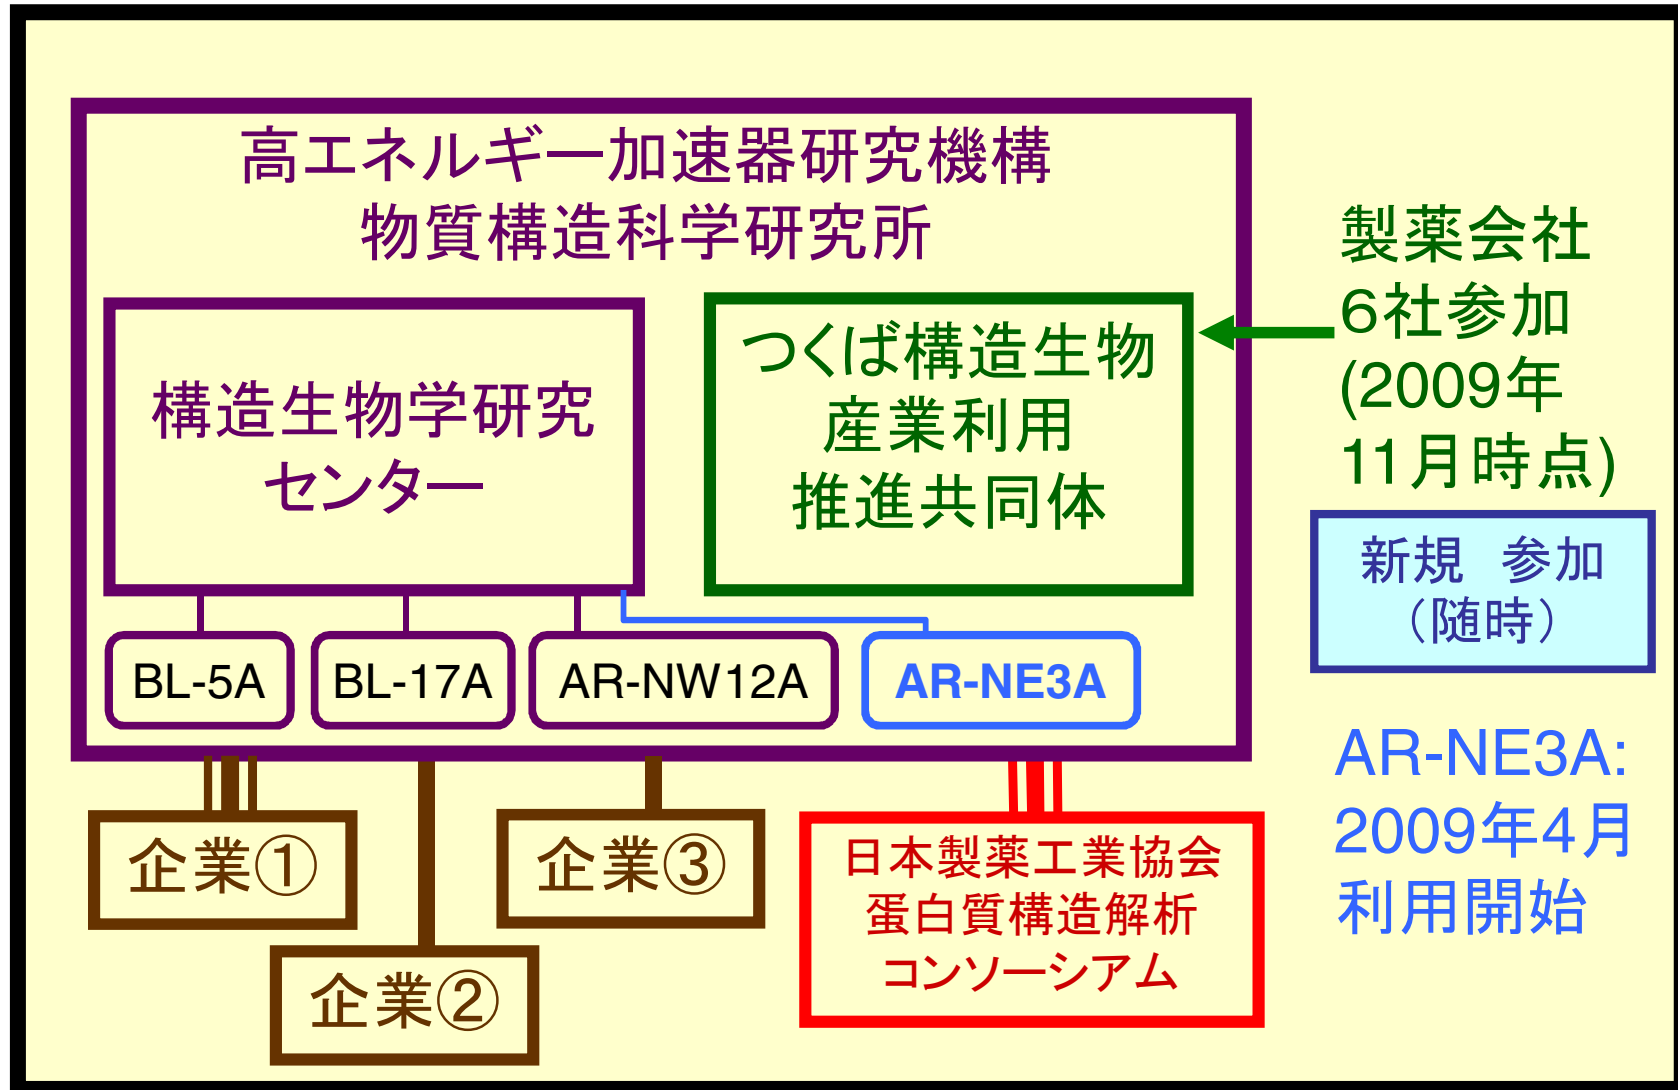 高エネルギー加速器研究機構
物質構造科学研究所
構造生物学研究
センター
つくば構造生物
産業利用
推進共同体
製薬会社
６社参加
(2009年
11月時点)
新規　参加
（随時）
BL-5A
BL-17A
AR-NW12A
AR-NE3A
AR-NE3A:
2009年4月
利用開始
企業①
企業②
企業③
日本製薬工業協会
蛋白質構造解析
コンソーシアム